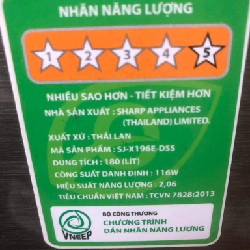 NHÃN NĂNG LƯỢNG
1 2 3 4 5
NHIỀU SAO HƠN - TIẾT KIỆM HƠN
NHÀ SẢN XUẤT : SHARP APPLIANCES
(THAILAND) LIMITED.
XUẤT XỨ : THÁI LAN
MÃ SẢN PHẨM : SJ-X196E-DSS
DUNG TÍCH : 180 (LÍT)
CÔNG SUẤT DANH ĐỊNH : 116W
HIỆU SUẤT NĂNG LƯỢNG : 2,06
TIÊU CHUẨN VIỆT NAM : TCVN 7828:2013
BỘ CÔNG THƯƠNG
CHƯƠNG TRÌNH
DÁN NHÃN NĂNG LƯỢNG
VNEEP